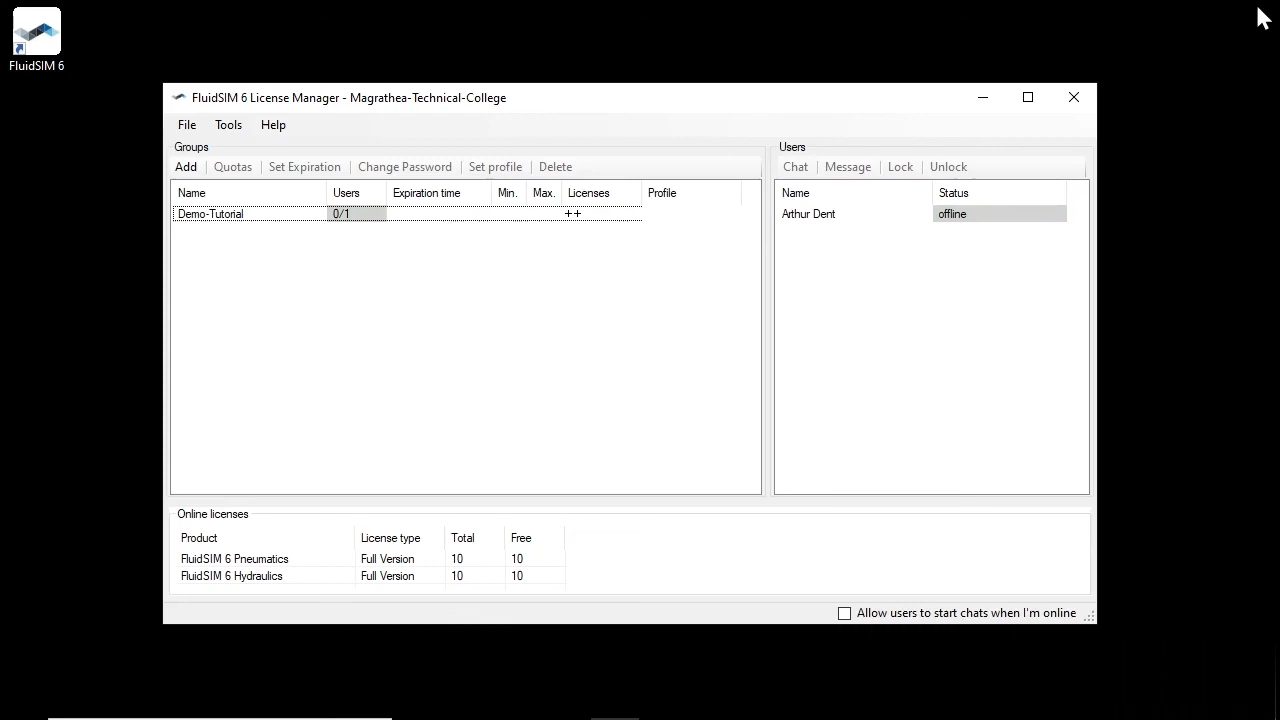 FluidSIM 6
FluidSIM 6 License Manager - Magrathea-Technical-College
File Tools Help
Groups
Add Quotas Set Expiration Change Password Set profile Delete
Name Users Expiration time Min. Max. Licenses Profile
Demo-Tutorial 0/1 ++
Users
Chat Message Lock Unlock
Name Status
Arthur Dent offline
Online licenses
Product License type Total Free
FluidSIM 6 Pneumatics Full Version 10 10
FluidSIM 6 Hydraulics Full Version 10 10
Allow users to start chats when I'm online